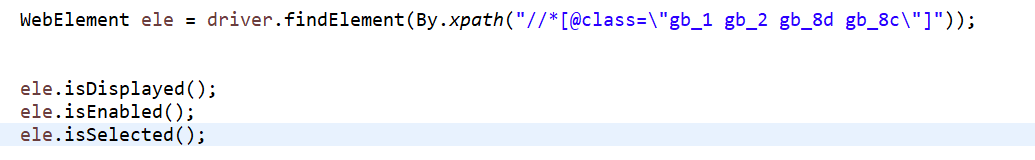 WebElement ele = driver.findElement(By.xpath("//*[@class=\"gb_1 gb_2 gb_8d gb_8c\"]"));
ele.isDisplayed();
ele.isEnabled();
ele.isSelected();